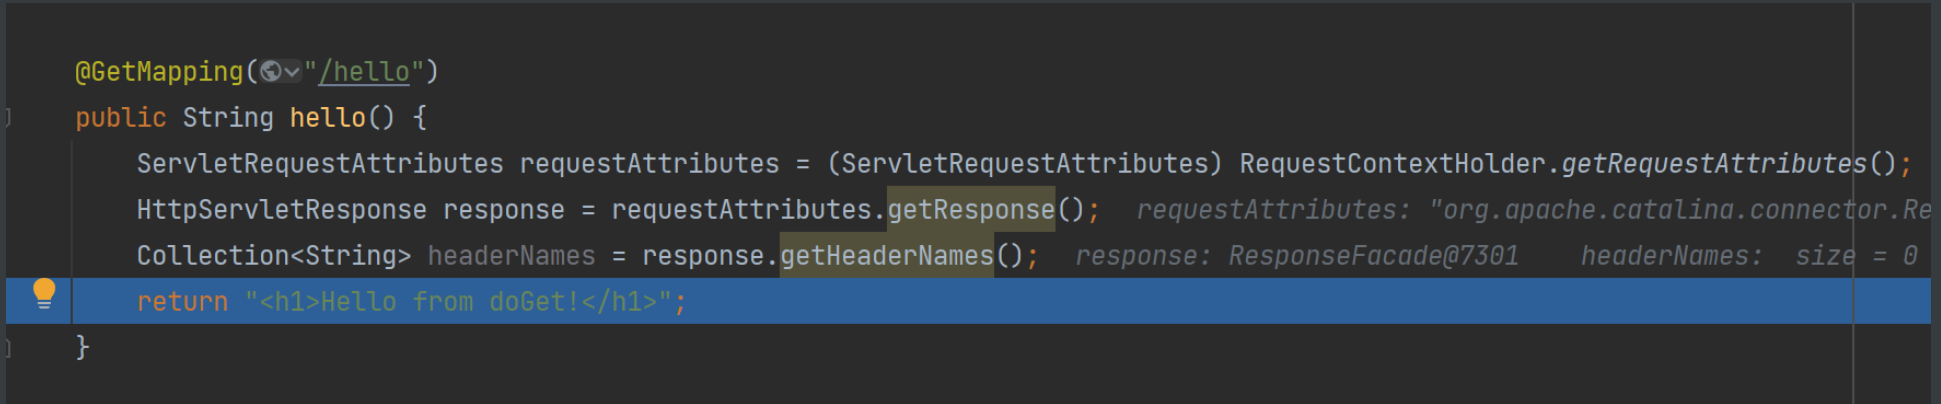 @GetMapping("/hello")
public String hello() {
ServletRequestAttributes requestAttributes = (ServletRequestAttributes) RequestContextHolder.getRequestAttributes();
HttpServletResponse response = requestAttributes.getResponse(); requestAttributes: "org.apache.catalina.connector.Re
Collection<String> headerNames = response.getHeaderNames(); response: ResponseFacade@7301 headerNames: size = 0
return "<h1>Hello from doGet!</h1>";
}